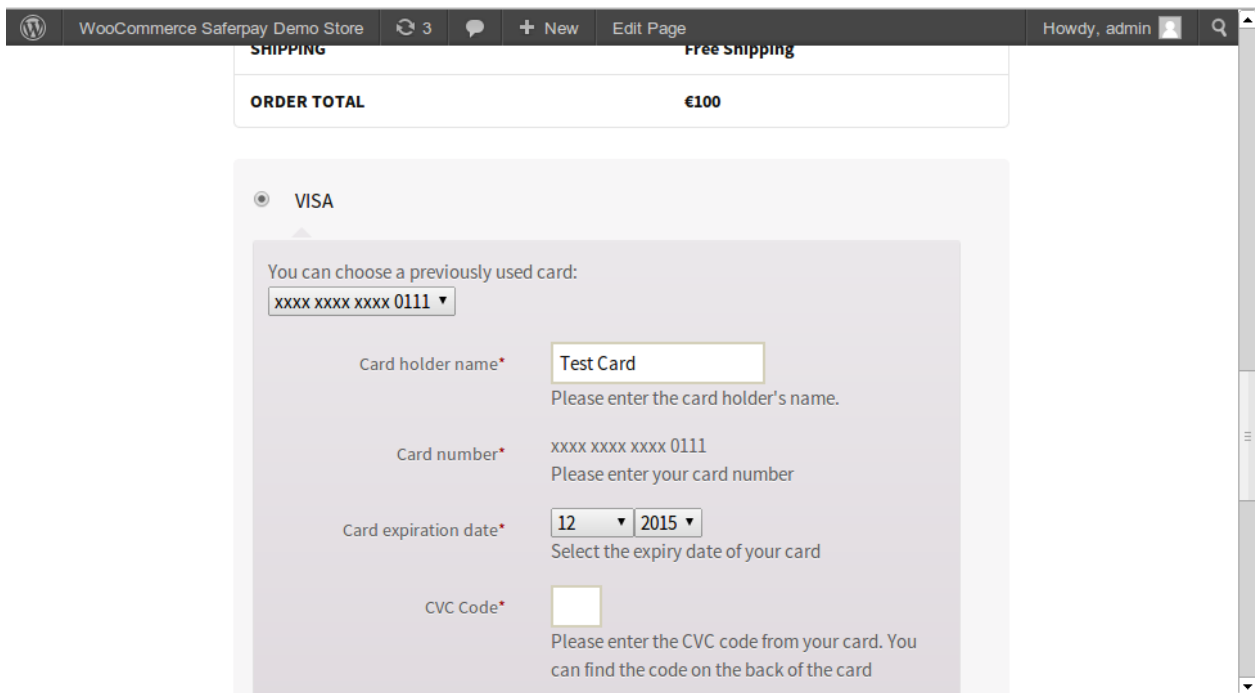 WooCommerce Saferpay Demo Store 3 + New Edit Page Howdy, admin
SHIPPING Free Shipping
ORDER TOTAL €100
VISA
You can choose a previously used card:
xxxx xxxx xxxx 0111
Card holder name* Test Card
Please enter the card holder's name.
Card number* xxxx xxxx xxxx 0111
Please enter your card number
Card expiration date* 12 2015
Select the expiry date of your card
CVC Code*
Please enter the CVC code from your card. You
can find the code on the back of the card